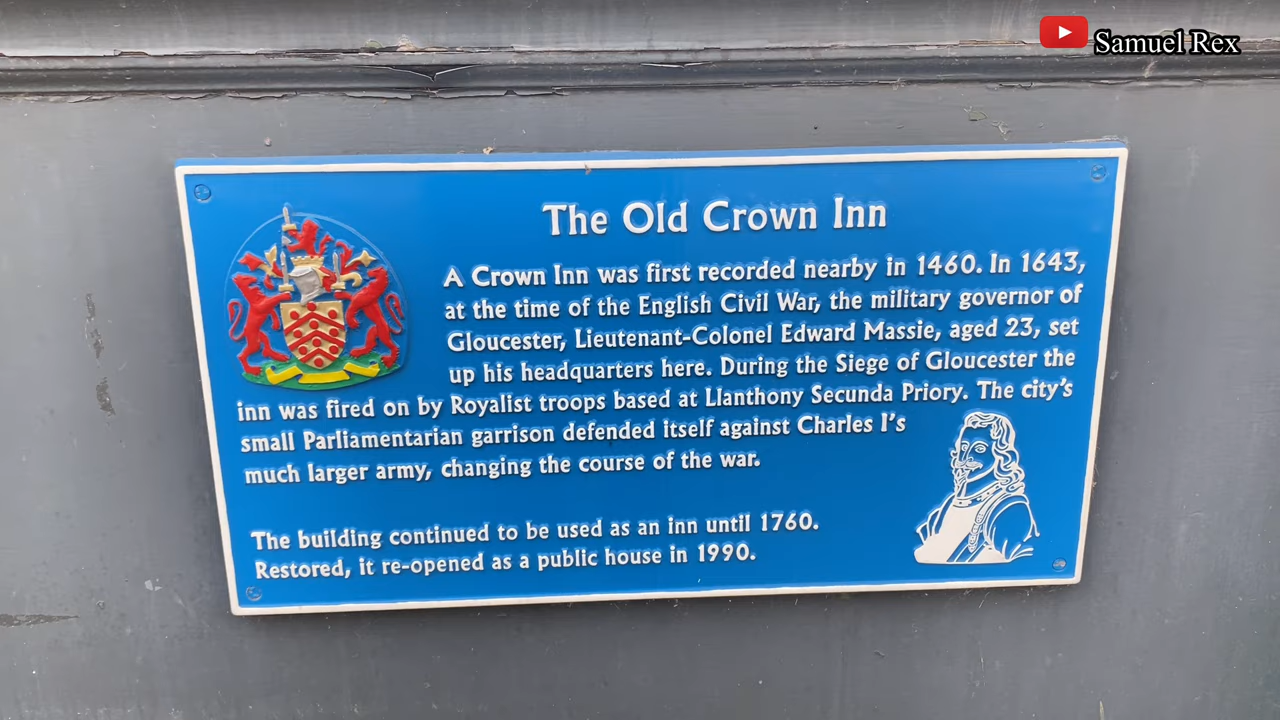 Samuel Rex
The Old Crown Inn
A Crown Inn was first recorded nearby in 1460. In 1643,
at the time of the English Civil War, the military governor of
Gloucester, Lieutenant-Colonel Edward Massie, aged 23, set
up his headquarters here. During the Siege of Gloucester the
inn was fired on by Royalist troops based at Llanthony Secunda Priory. The city's
small Parliamentarian garrison defended itself against Charles I's
much larger army, changing the course of the war.
The building continued to be used as an inn until 1760.
Restored, it re-opened as a public house in 1990.